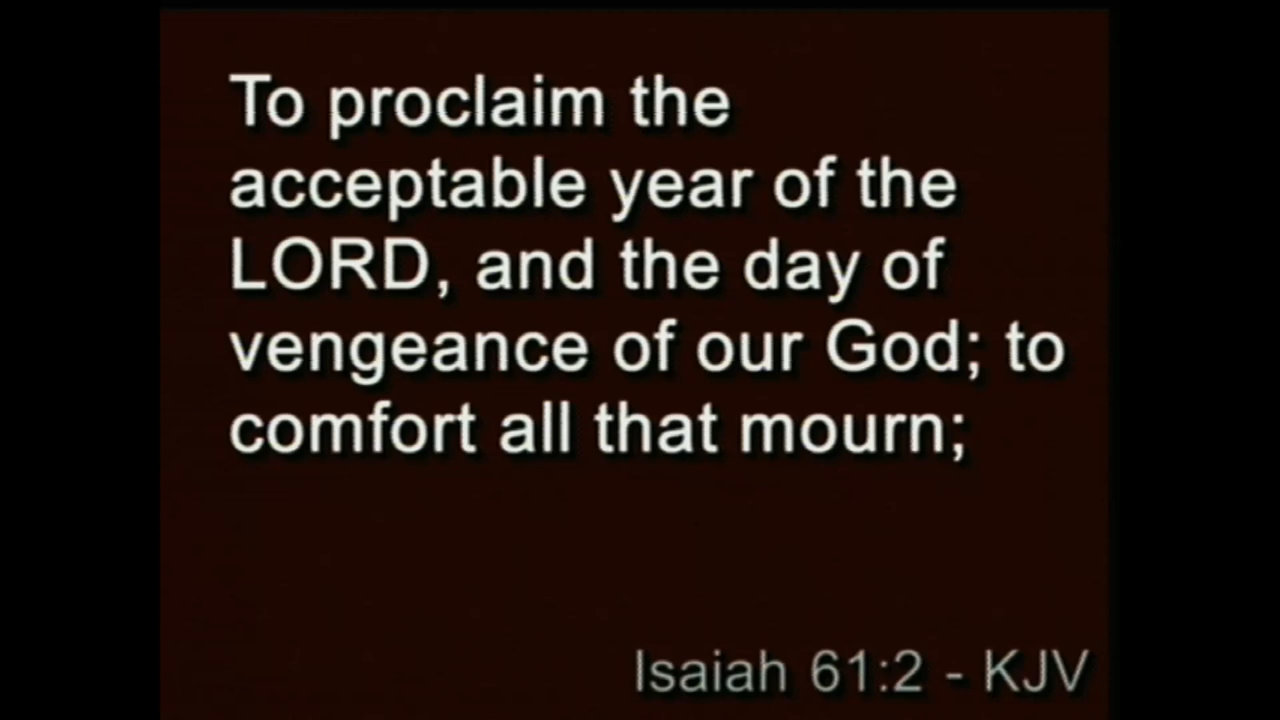 To proclaim the
acceptable year of the
LORD, and the day of
vengeance of our God; to
comfort all that mourn;
Isaiah 61:2 - KJV